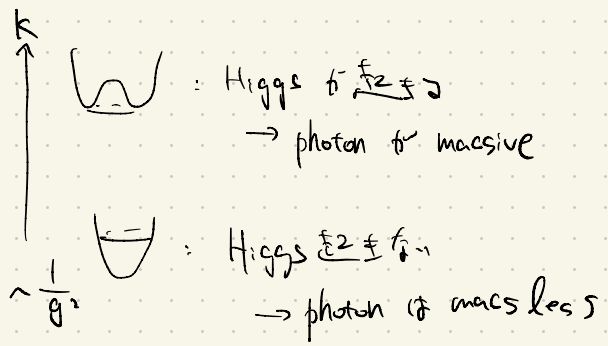 K
: Higgs が起きる
→ photon が massive
: Higgs 起きない
~ 1/g²
→ photon は massless